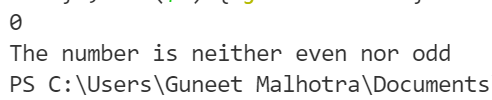 0
The number is neither even nor odd
PS C:\Users\Guneet Malhotra\Documents